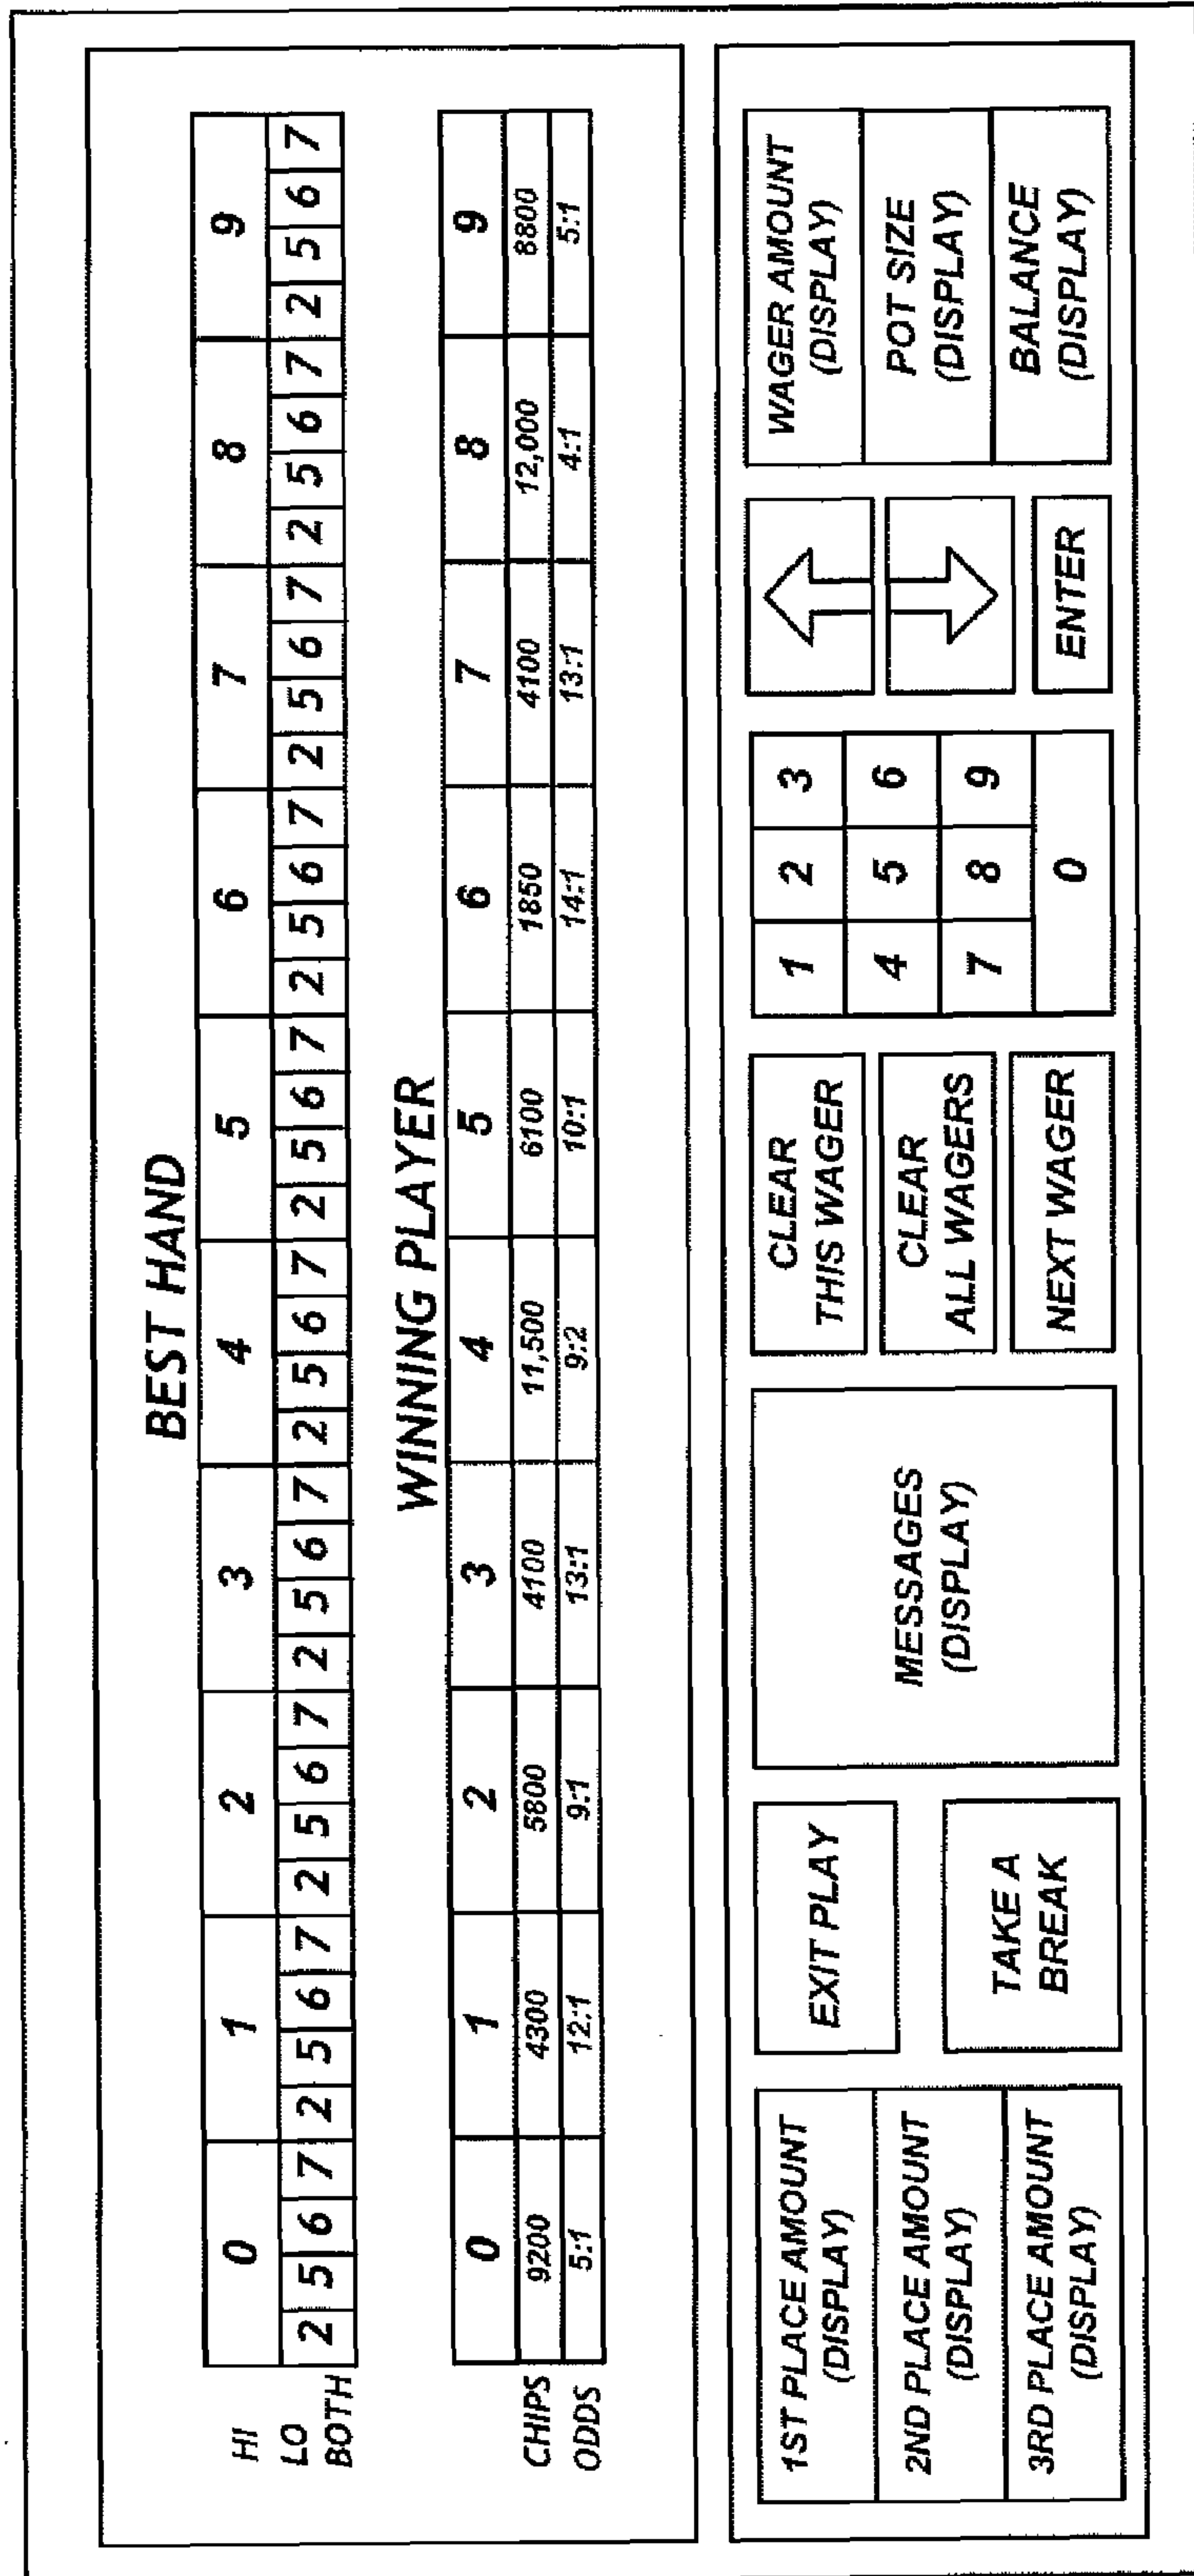 BEST HAND
HI 0 1 2 3 4 5 6 7 8 9
LO 2 5 6 7 2 5 6 7 2 5 6 7 2 5 6 7 2 5 6 7 2 5 6 7 2 5 6 7 2 5 6 7 2 5 6 7 2 5 6 7
BOTH
WINNING PLAYER
0 1 2 3 4 5 6 7 8 9
CHIPS 9200 4300 5800 4100 11,500 6100 1850 4100 12,000 8800
ODDS 5:1 12:1 9:1 13:1 9:2 10:1 14:1 13:1 4:1 5:1
1ST PLACE AMOUNT
(DISPLAY)
2ND PLACE AMOUNT
(DISPLAY)
3RD PLACE AMOUNT
(DISPLAY)
EXIT PLAY
TAKE A
BREAK
MESSAGES
(DISPLAY)
CLEAR
THIS WAGER
CLEAR
ALL WAGERS
NEXT WAGER
1 2 3
4 5 6
7 8 9
0
ENTER
WAGER AMOUNT
(DISPLAY)
POT SIZE
(DISPLAY)
BALANCE
(DISPLAY)